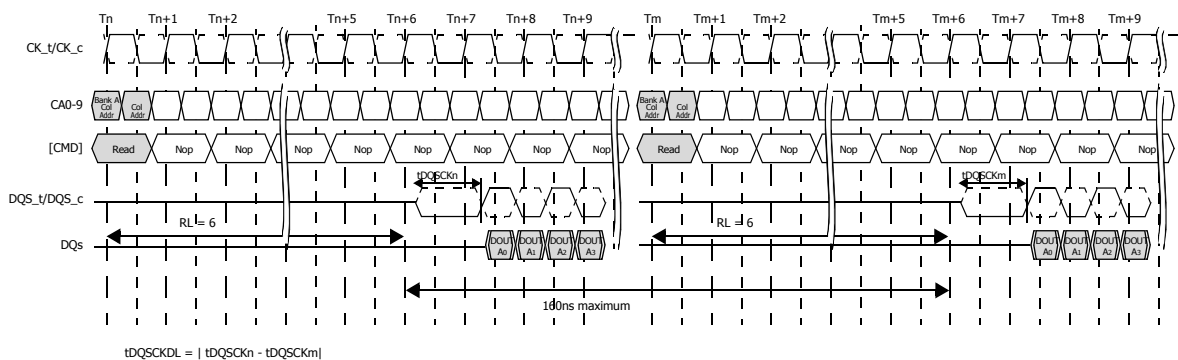 Tn Tn+1 Tn+2 Tn+5 Tn+6 Tn+7 Tn+8 Tn+9 Tm Tm+1 Tm+2 Tm+5 Tm+6 Tm+7 Tm+8 Tm+9
CK_t/CK_c
CA0-9 Bank A Col Addr Col Addr Bank A Col Addr Col Addr
[CMD] Read Nop Nop Nop Nop Nop Nop Nop Nop Read Nop Nop Nop Nop Nop Nop Nop Nop
tDQSCKn tDQSCKm
DQS_t/DQS_c
RL = 6 RL = 6
DQs DOUT A0 DOUT A1 DOUT A2 DOUT A3 DOUT A0 DOUT A1 DOUT A2 DOUT A3
160ns maximum
tDQSCKDL = | tDQSCKn - tDQSCKm|